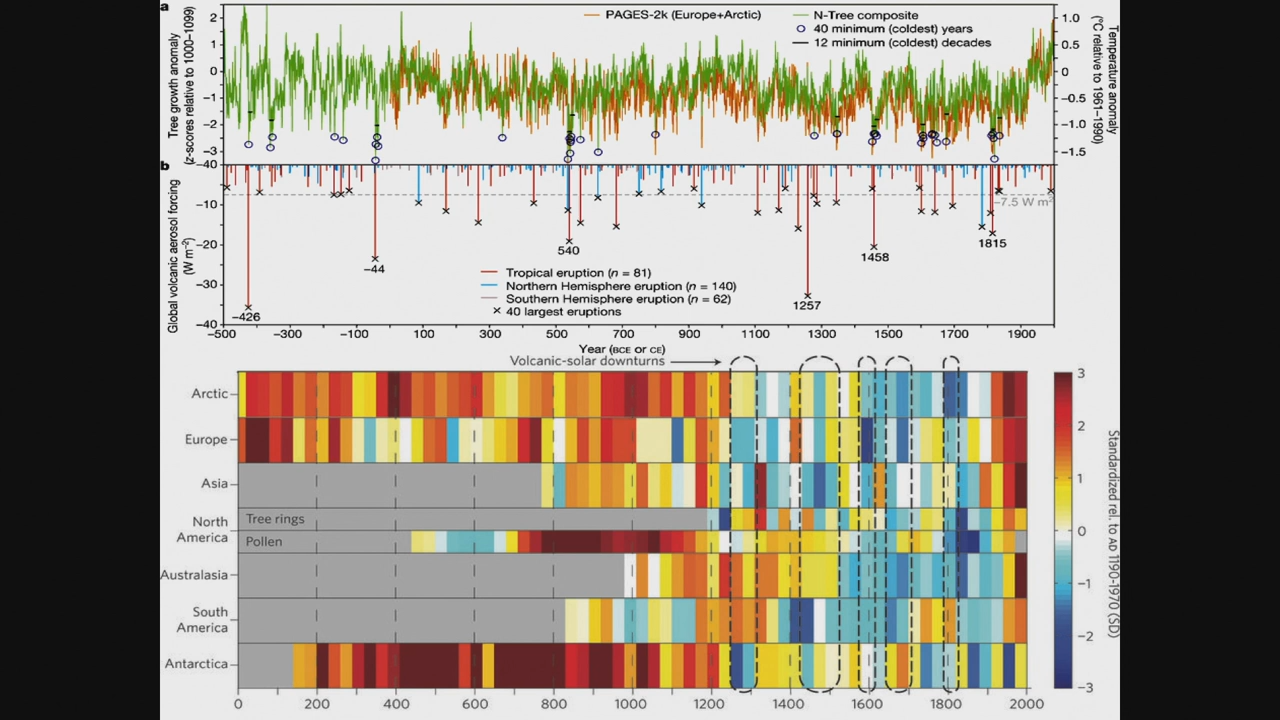 a
PAGES-2k (Europe+Arctic)
N-Tree composite
40 minimum (coldest) years
12 minimum (coldest) decades
Tree growth anomaly
(z-scores relative to 1000–1099)
2
1
0
−1
−2
−3
1.0
0.5
0
−0.5
−1.0
−1.5
Temperature anomaly
(°C relative to 1961–1990)
b
Global volcanic aerosol forcing
(W m−2)
−40
−10
−20
−30
−40
−7.5 W m2
−426
−44
540
1257
1458
1815
Tropical eruption (n = 81)
Northern Hemisphere eruption (n = 140)
Southern Hemisphere eruption (n = 62)
40 largest eruptions
−500 −300 −100 100 300 500 700 900 1100 1300 1500 1700 1900
Year (BCE or CE)
Volcanic-solar downturns
Arctic
Europe
Asia
North
America
Tree rings
Pollen
Australasia
South
America
Antarctica
0 200 400 600 800 1000 1200 1400 1600 1800 2000
3
2
1
0
−1
−2
−3
Standardized rel. to AD 1190-1970 (SD)